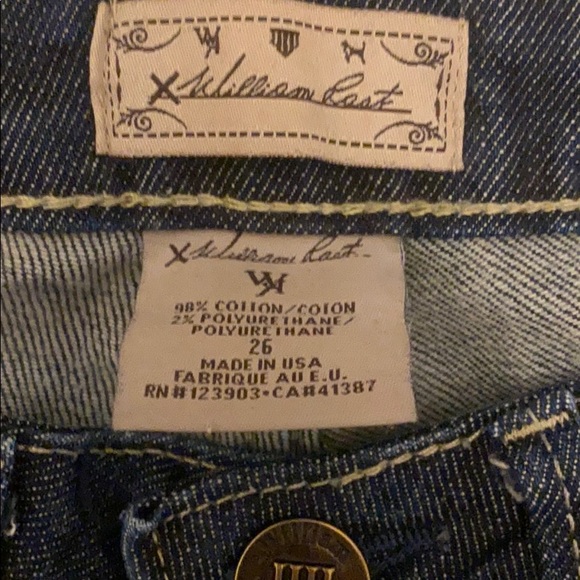 X William Rast
X William Rast
98% COTTON/COTON
2% POLYURETHANE/
POLYURETHANE
26
MADE IN USA
FABRIQUE AU E.U.
RN#123903•CA#41387